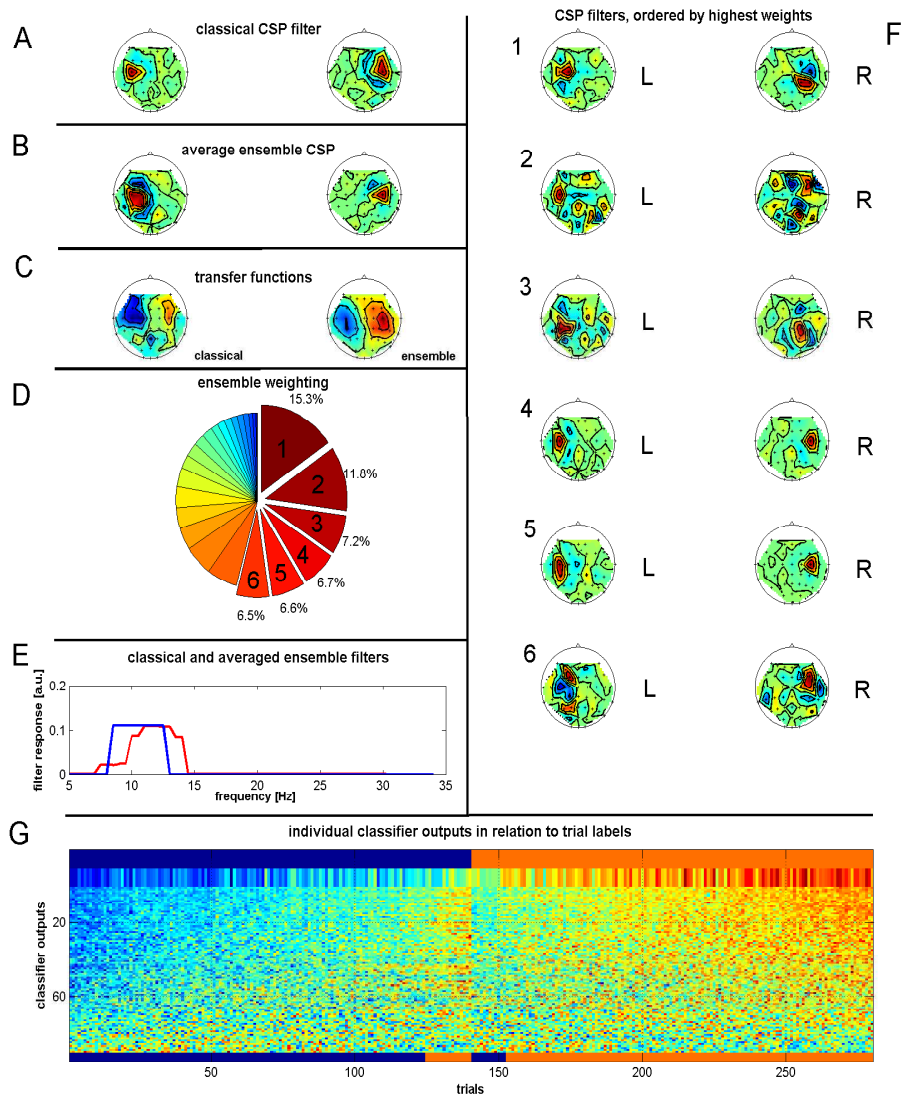 A
classical CSP filter
B
average ensemble CSP
C
transfer functions
classical
ensemble
D
ensemble weighting
15.3%
1
11.0%
2
3
7.2%
4
6.7%
5
6.6%
6
6.5%
E
classical and averaged ensemble filters
filter response [a.u.]
0.2
0.1
0
5
10
15
20
25
30
35
frequency [Hz]
CSP filters, ordered by highest weights
F
1
L
R
2
L
R
3
L
R
4
L
R
5
L
R
6
L
R
G
individual classifier outputs in relation to trial labels
classifier outputs
20
60
50
100
150
200
250
trials